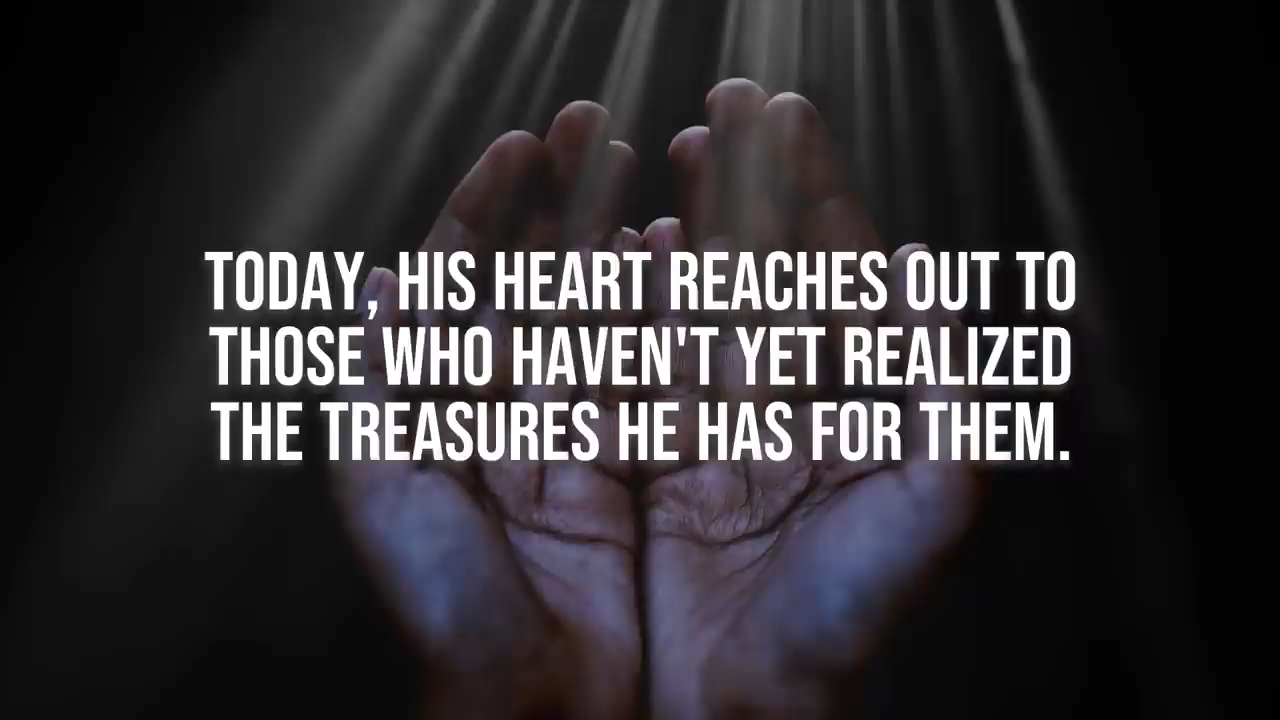 TODAY, HIS HEART REACHES OUT TO
THOSE WHO HAVEN'T YET REALIZED
THE TREASURES HE HAS FOR THEM.